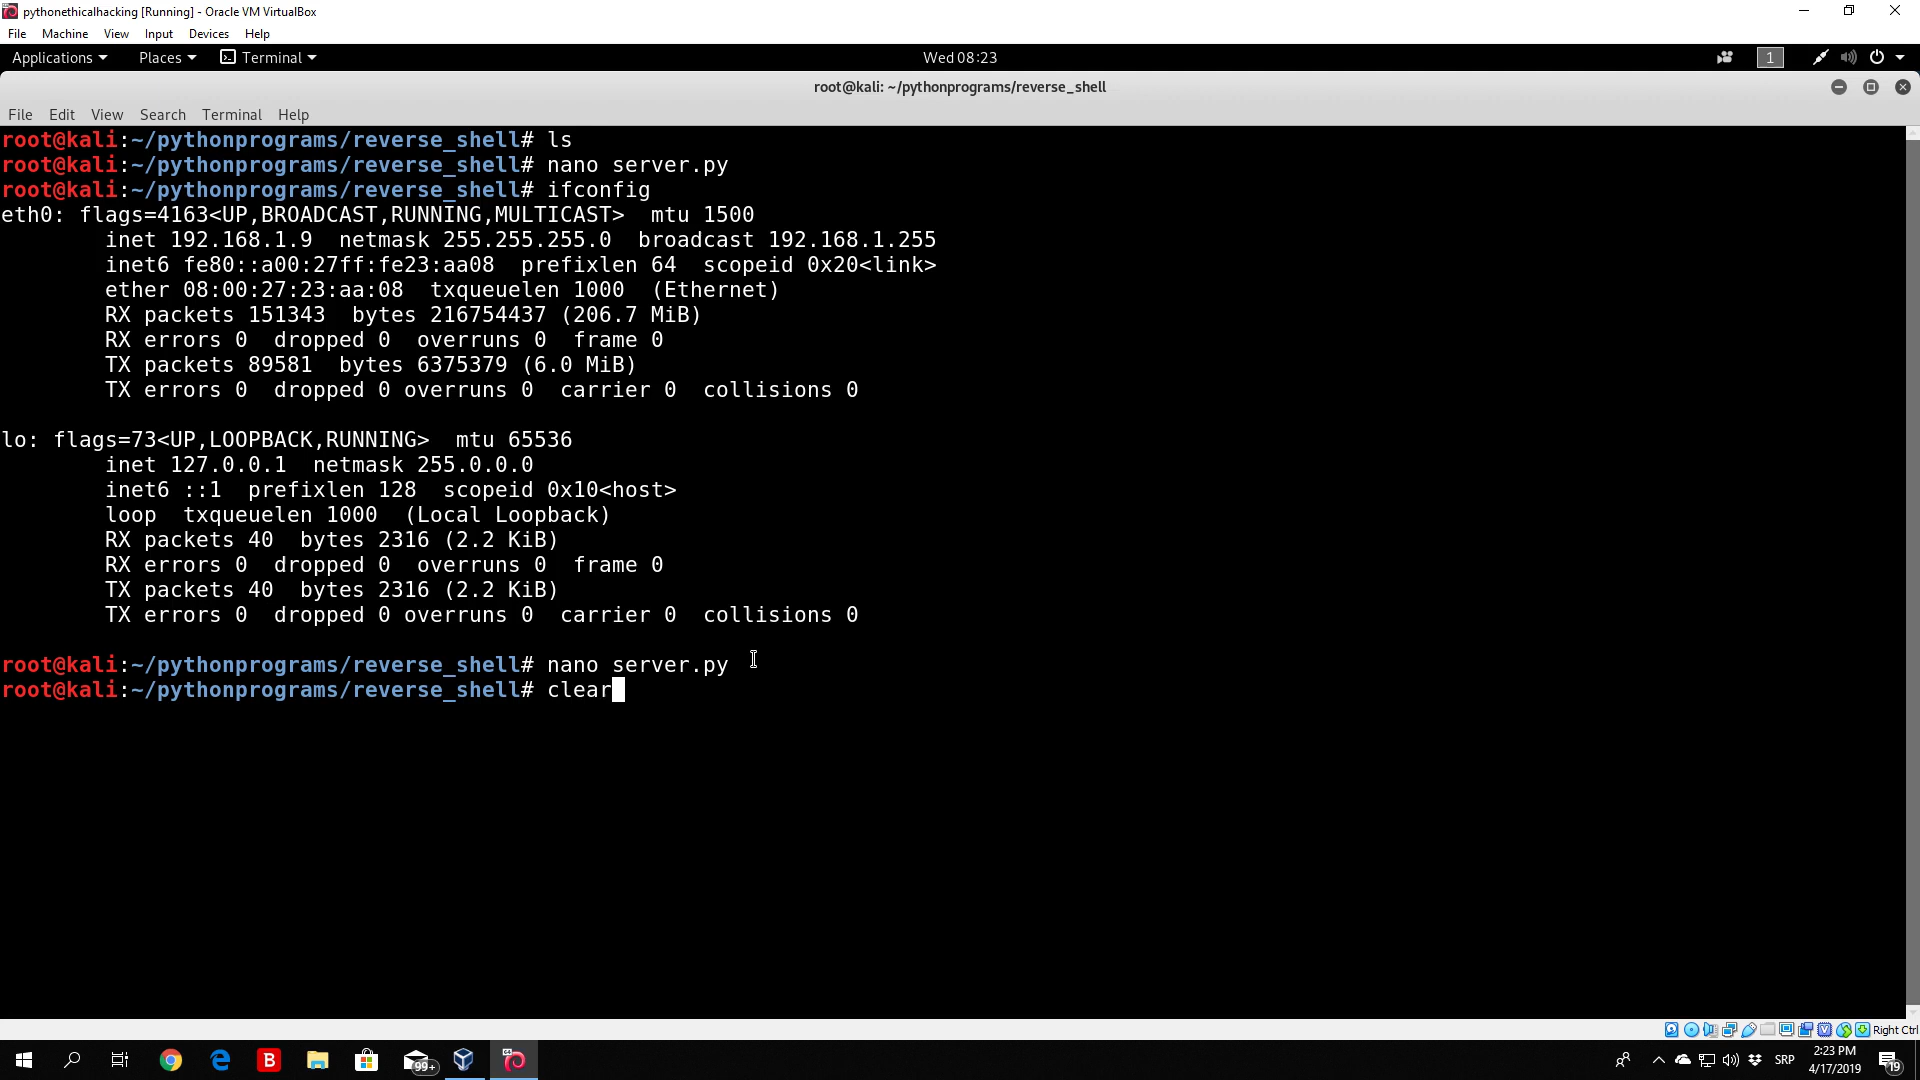 pythonethicalhacking [Running] - Oracle VM VirtualBox
File Machine View Input Devices Help
Applications Places Terminal Wed 08:23 1
root@kali: ~/pythonprograms/reverse_shell
File Edit View Search Terminal Help
root@kali:~/pythonprograms/reverse_shell# ls
root@kali:~/pythonprograms/reverse_shell# nano server.py
root@kali:~/pythonprograms/reverse_shell# ifconfig
eth0: flags=4163<UP,BROADCAST,RUNNING,MULTICAST>  mtu 1500
        inet 192.168.1.9  netmask 255.255.255.0  broadcast 192.168.1.255
        inet6 fe80::a00:27ff:fe23:aa08  prefixlen 64  scopeid 0x20<link>
        ether 08:00:27:23:aa:08  txqueuelen 1000  (Ethernet)
        RX packets 151343  bytes 216754437 (206.7 MiB)
        RX errors 0  dropped 0  overruns 0  frame 0
        TX packets 89581  bytes 6375379 (6.0 MiB)
        TX errors 0  dropped 0 overruns 0  carrier 0  collisions 0
lo: flags=73<UP,LOOPBACK,RUNNING>  mtu 65536
        inet 127.0.0.1  netmask 255.0.0.0
        inet6 ::1  prefixlen 128  scopeid 0x10<host>
        loop  txqueuelen 1000  (Local Loopback)
        RX packets 40  bytes 2316 (2.2 KiB)
        RX errors 0  dropped 0  overruns 0  frame 0
        TX packets 40  bytes 2316 (2.2 KiB)
        TX errors 0  dropped 0 overruns 0  carrier 0  collisions 0
root@kali:~/pythonprograms/reverse_shell# nano server.py
root@kali:~/pythonprograms/reverse_shell# clear
Right Ctrl
B 99+ SRP 2:23 PM
4/17/2019 19